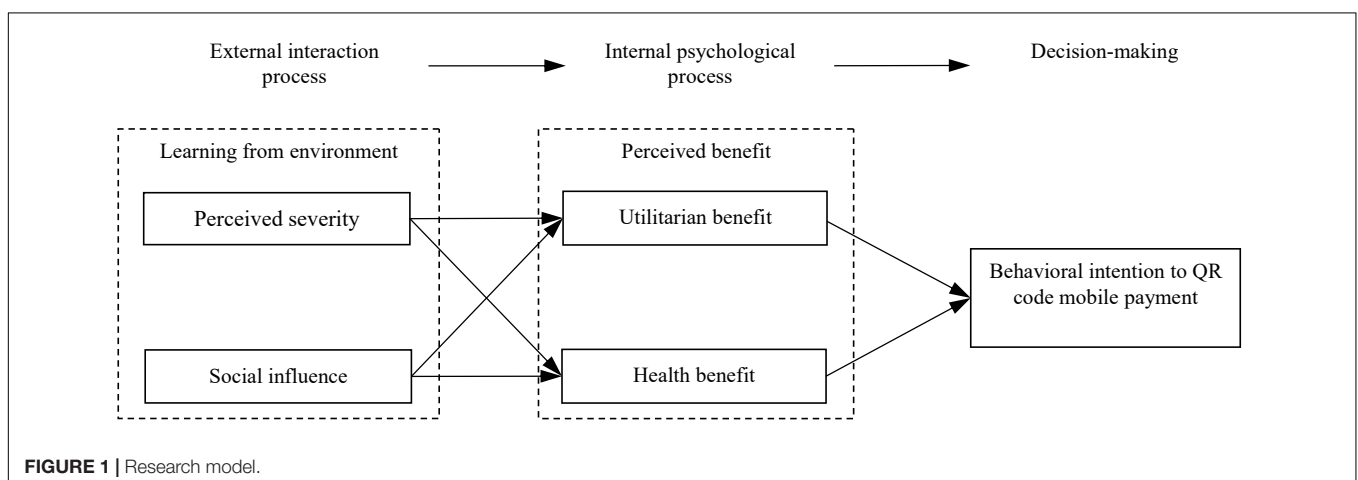 External interaction
process
Internal psychological
process
Decision-making
Learning from environment
Perceived severity
Social influence
Perceived benefit
Utilitarian benefit
Health benefit
Behavioral intention to QR
code mobile payment
FIGURE 1 | Research model.